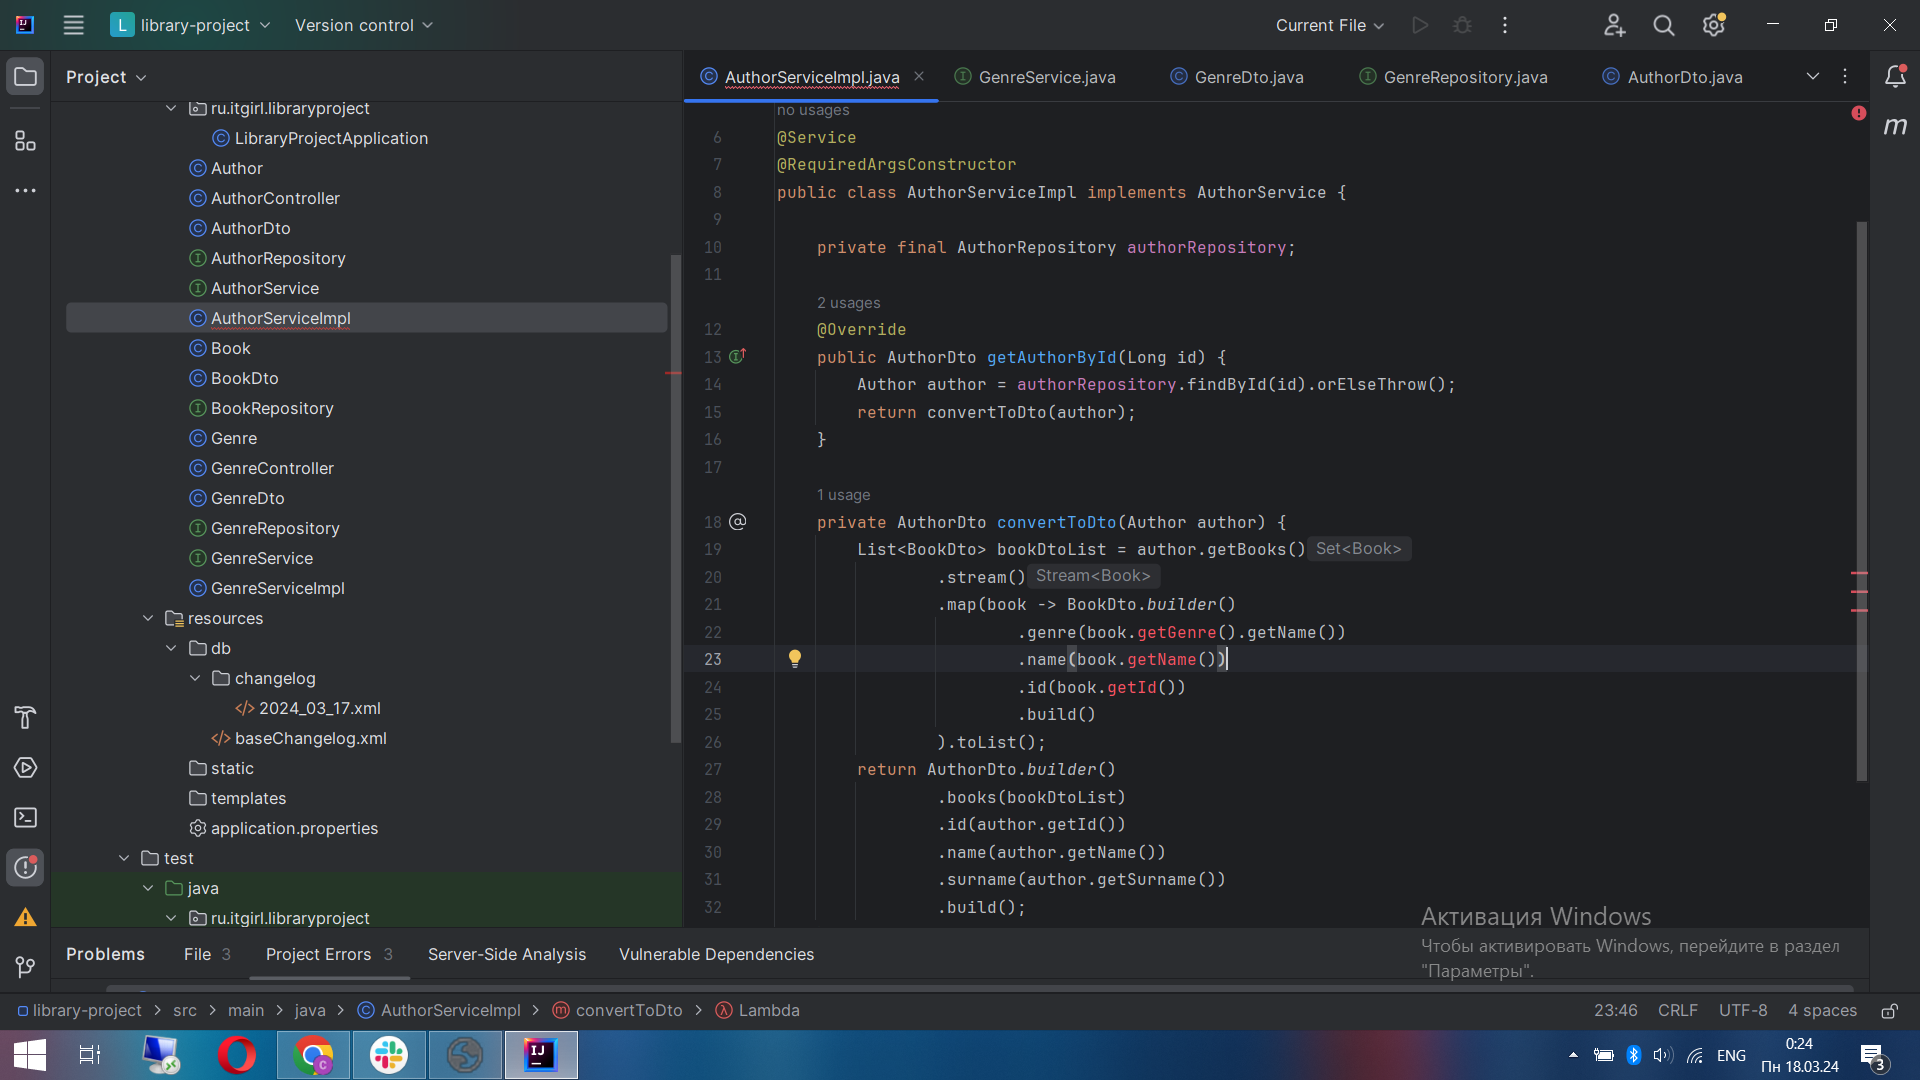 L library-project Version control Current File
Project
ru.itgirl.libraryproject
LibraryProjectApplication
Author
AuthorController
AuthorDto
AuthorRepository
AuthorService
AuthorServiceImpl
Book
BookDto
BookRepository
Genre
GenreController
GenreDto
GenreRepository
GenreService
GenreServiceImpl
resources
db
changelog
2024_03_17.xml
baseChangelog.xml
static
templates
application.properties
test
java
ru.itgirl.libraryproject
AuthorServiceImpl.java GenreService.java GenreDto.java GenreRepository.java AuthorDto.java
m
no usages
6 @Service
7 @RequiredArgsConstructor
8 public class AuthorServiceImpl implements AuthorService {
9
10 private final AuthorRepository authorRepository;
11
2 usages
12 @Override
13 public AuthorDto getAuthorById(Long id) {
14 Author author = authorRepository.findById(id).orElseThrow();
15 return convertToDto(author);
16 }
17
1 usage
18 private AuthorDto convertToDto(Author author) {
19 List<BookDto> bookDtoList = author.getBooks() Set<Book>
20 .stream() Stream<Book>
21 .map(book -> BookDto.builder()
22 .genre(book.getGenre().getName())
23 .name(book.getName())
24 .id(book.getId())
25 .build()
26 ).toList();
27 return AuthorDto.builder()
28 .books(bookDtoList)
29 .id(author.getId())
30 .name(author.getName())
31 .surname(author.getSurname())
32 .build();
Активация Windows
Чтобы активировать Windows, перейдите в раздел
"Параметры".
Problems File 3 Project Errors 3 Server-Side Analysis Vulnerable Dependencies
library-project > src > main > java > AuthorServiceImpl > convertToDto > Lambda 23:46 CRLF UTF-8 4 spaces
ENG
0:24
Пн 18.03.24
3